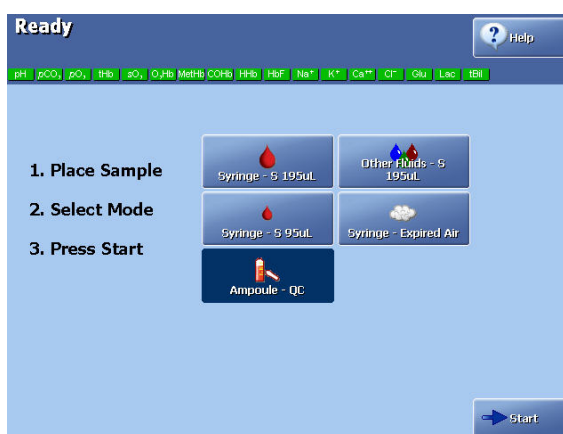 Ready
Help
pH pCO₂ pO₂ tHb sO₂ O₂Hb MetHb COHb HHb HbF Na⁺ K⁺ Ca⁺⁺ Cl⁻ Glu Lac tBil
1. Place Sample
2. Select Mode
3. Press Start
Syringe - S 195uL
Other Fluids - S
195uL
Syringe - S 95uL
Syringe - Expired Air
Ampoule - QC
Start